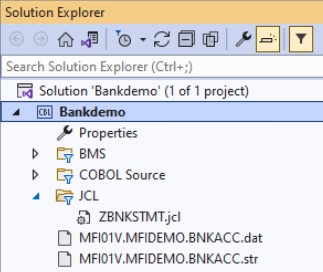 Solution Explorer
Search Solution Explorer (Ctrl+;)
Solution 'Bankdemo' (1 of 1 project)
CBL Bankdemo
Properties
BMS
COBOL Source
JCL
ZBNKSTMT.jcl
MFI01V.MFIDEMO.BNKACC.dat
MFI01V.MFIDEMO.BNKACC.str